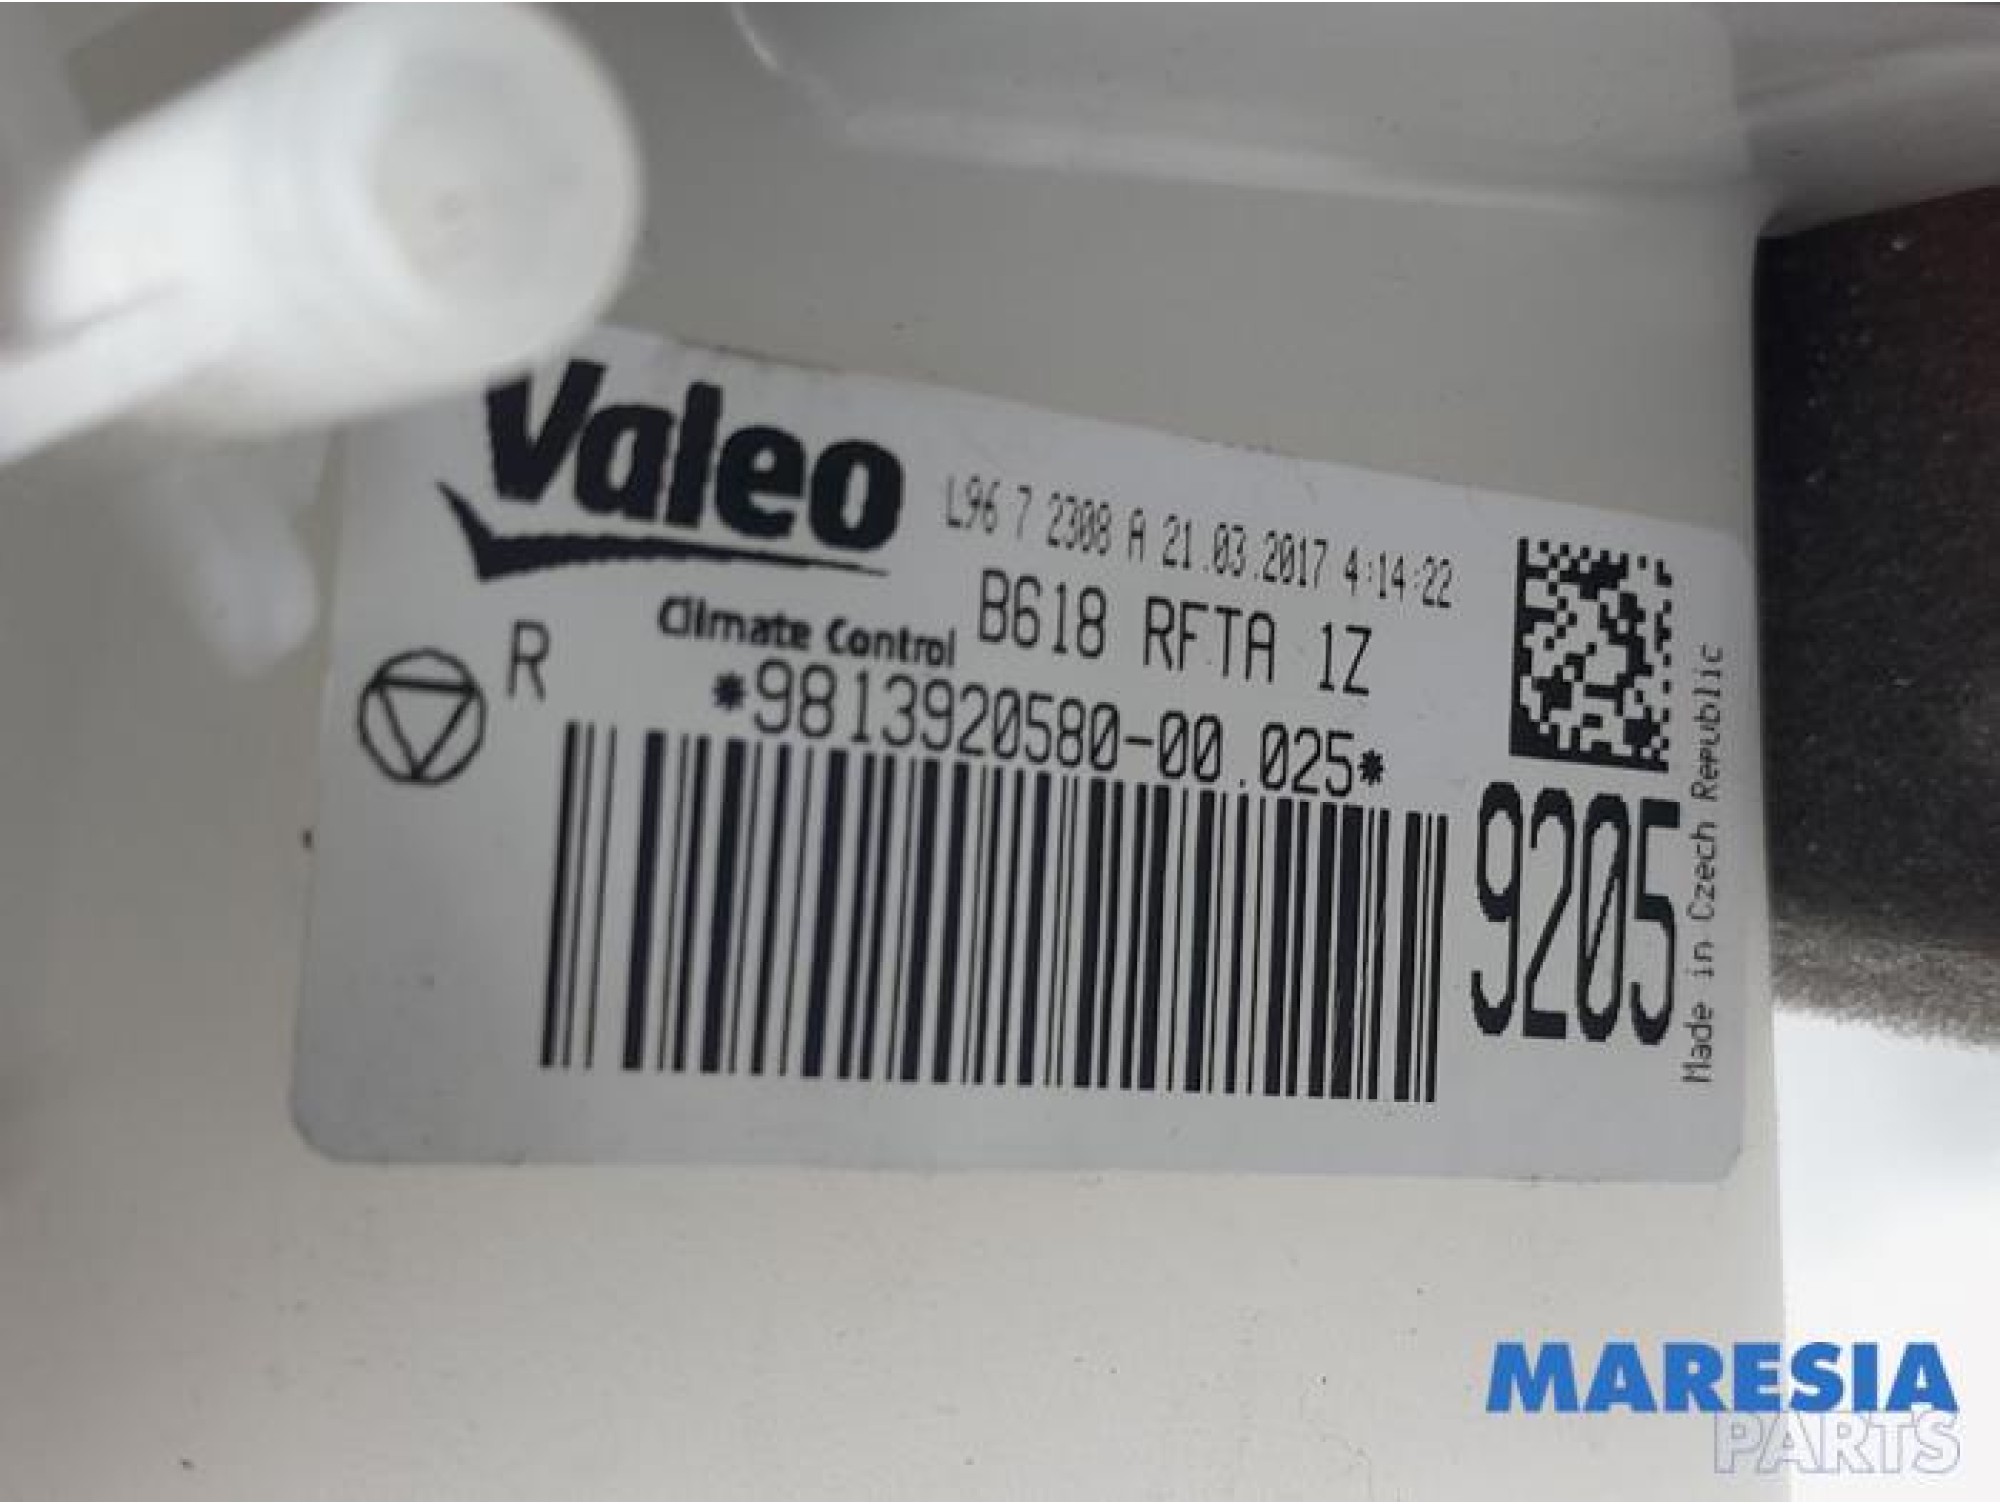 Valeo
L96 7 2308 A 21.03.2017 4:14:22
Climate Control
B618 RFTA 1Z
R
*9813920580-00.025*
9205
Made in Czech Republic
MARESIA
PARTS